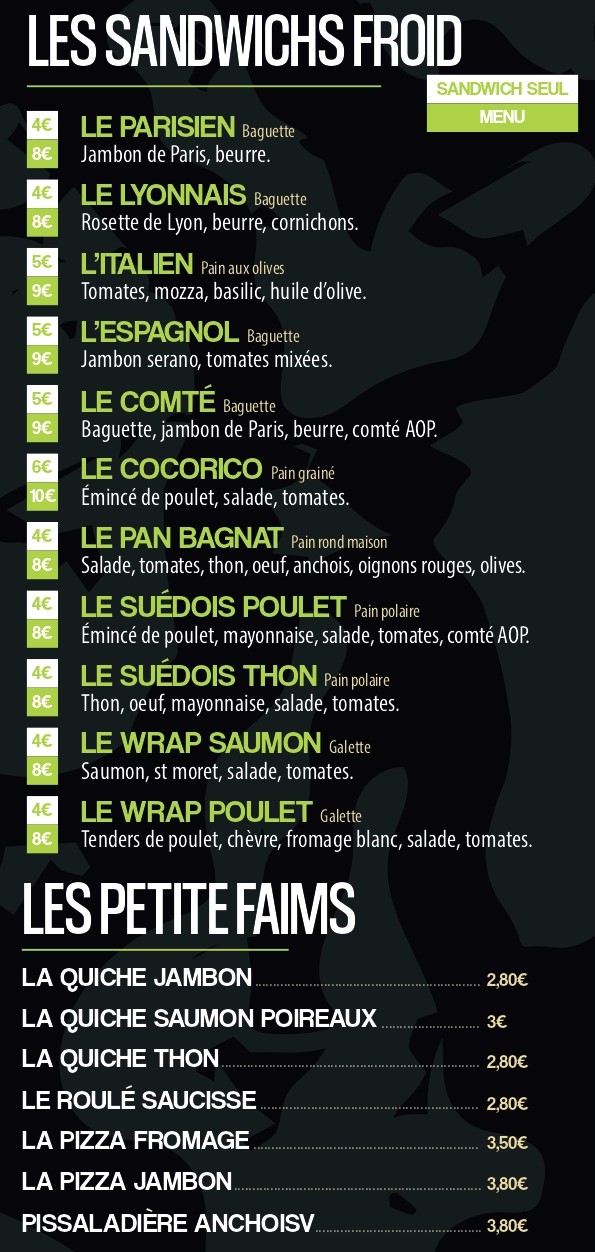 LES SANDWICHS FROID
SANDWICH SEUL
MENU
4€ LE PARISIEN Baguette
8€ Jambon de Paris, beurre.
4€ LE LYONNAIS Baguette
8€ Rosette de Lyon, beurre, cornichons.
5€ L'ITALIEN Pain aux olives
9€ Tomates, mozza, basilic, huile d'olive.
5€ L'ESPAGNOL Baguette
9€ Jambon serano, tomates mixées.
5€ LE COMTÉ Baguette
9€ Baguette, jambon de Paris, beurre, comté AOP.
6€ LE COCORICO Pain grainé
10€ Émincé de poulet, salade, tomates.
4€ LE PAN BAGNAT Pain rond maison
8€ Salade, tomates, thon, oeuf, anchois, oignons rouges, olives.
4€ LE SUÉDOIS POULET Pain polaire
8€ Émincé de poulet, mayonnaise, salade, tomates, comté AOP.
4€ LE SUÉDOIS THON Pain polaire
8€ Thon, oeuf, mayonnaise, salade, tomates.
4€ LE WRAP SAUMON Galette
8€ Saumon, st moret, salade, tomates.
4€ LE WRAP POULET Galette
8€ Tenders de poulet, chèvre, fromage blanc, salade, tomates.
LES PETITE FAIMS
LA QUICHE JAMBON 2,80€
LA QUICHE SAUMON POIREAUX 3€
LA QUICHE THON 2,80€
LE ROULÉ SAUCISSE 2,80€
LA PIZZA FROMAGE 3,50€
LA PIZZA JAMBON 3,80€
PISSALADIÈRE ANCHOISV 3,80€